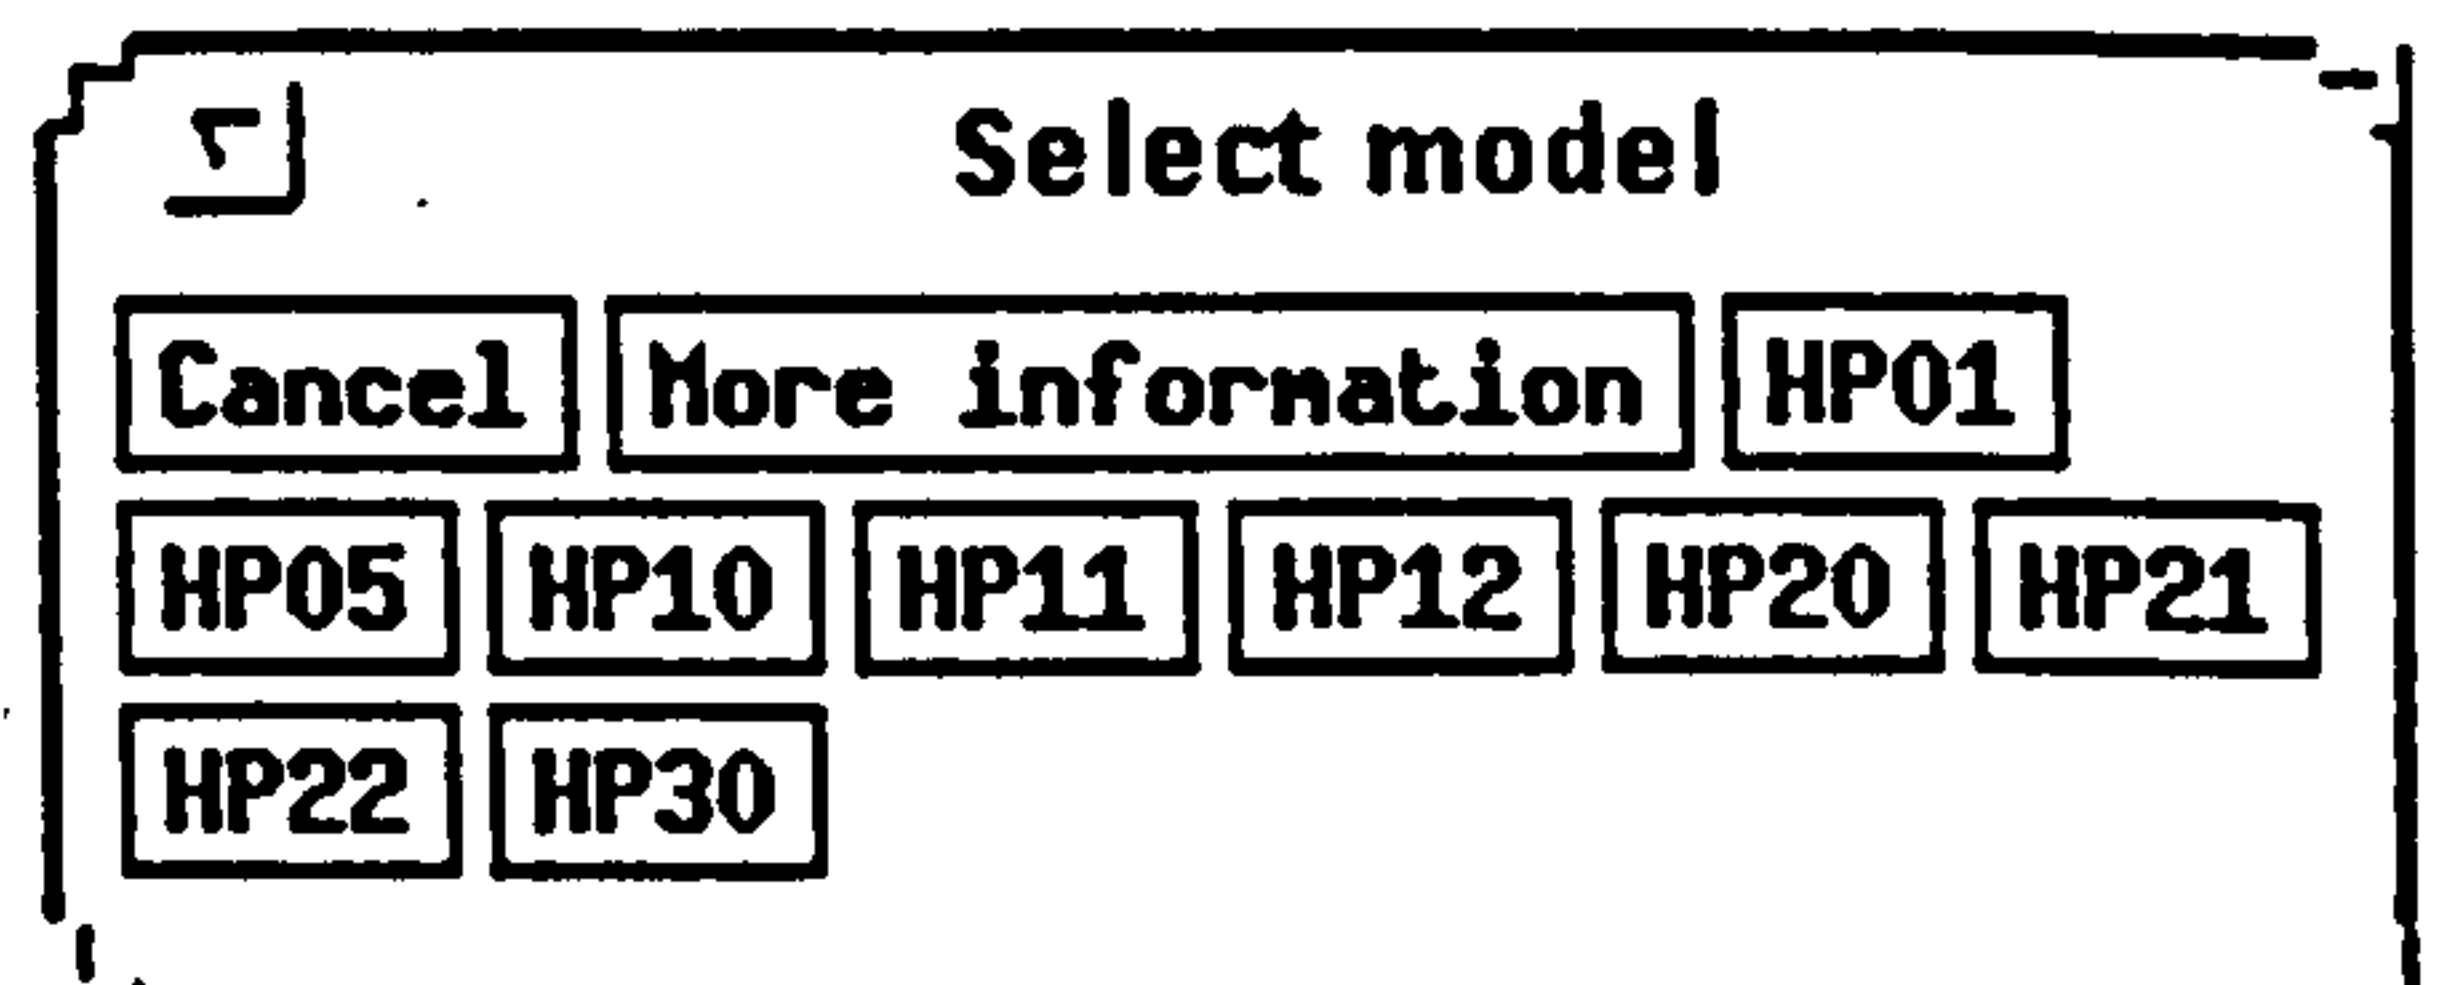 Select model
Cancel More information HP01
HP05 HP10 HP11 HP12 HP20 HP21
HP22 HP30